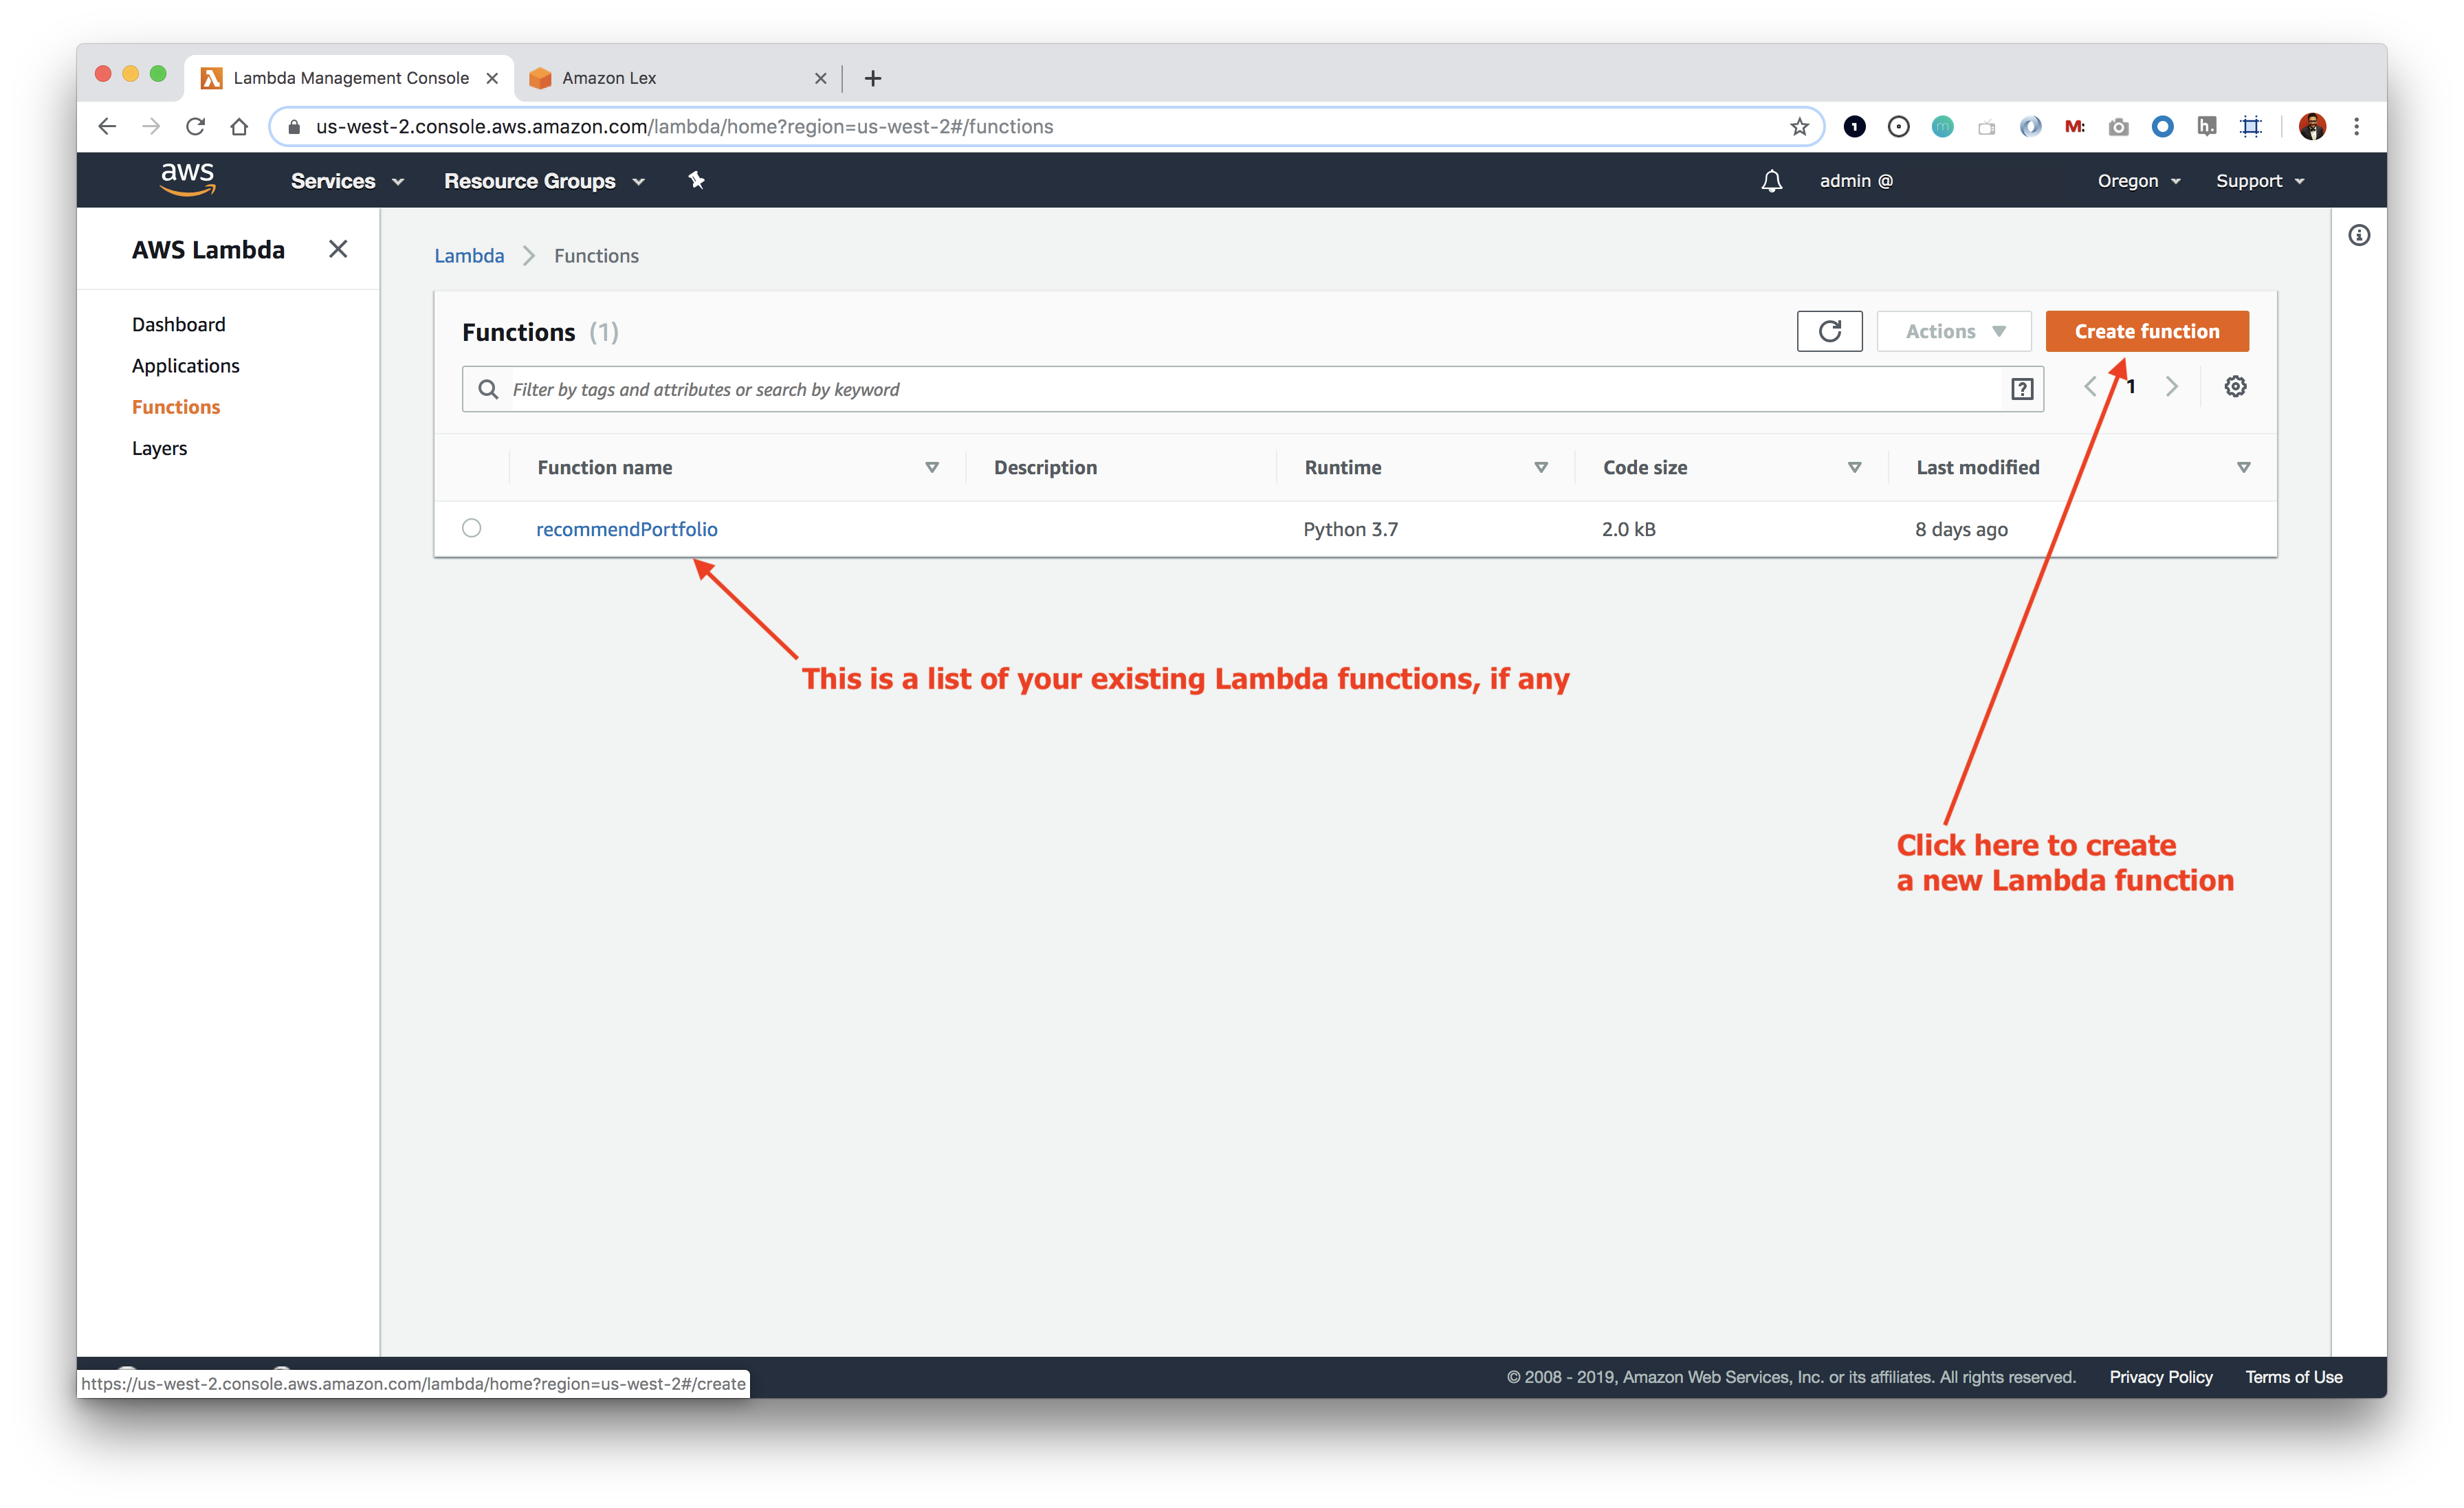 Lambda Management Console
Amazon Lex
us-west-2.console.aws.amazon.com/lambda/home?region=us-west-2#/functions
aws
Services
Resource Groups
admin @
Oregon
Support
AWS Lambda
Dashboard
Applications
Functions
Layers
Lambda
Functions
Functions (1)
Actions
Create function
Filter by tags and attributes or search by keyword
1
Function name
Description
Runtime
Code size
Last modified
recommendPortfolio
Python 3.7
2.0 kB
8 days ago
This is a list of your existing Lambda functions, if any
Click here to create
a new Lambda function
https://us-west-2.console.aws.amazon.com/lambda/home?region=us-west-2#/create
© 2008 - 2019, Amazon Web Services, Inc. or its affiliates. All rights reserved.
Privacy Policy
Terms of Use